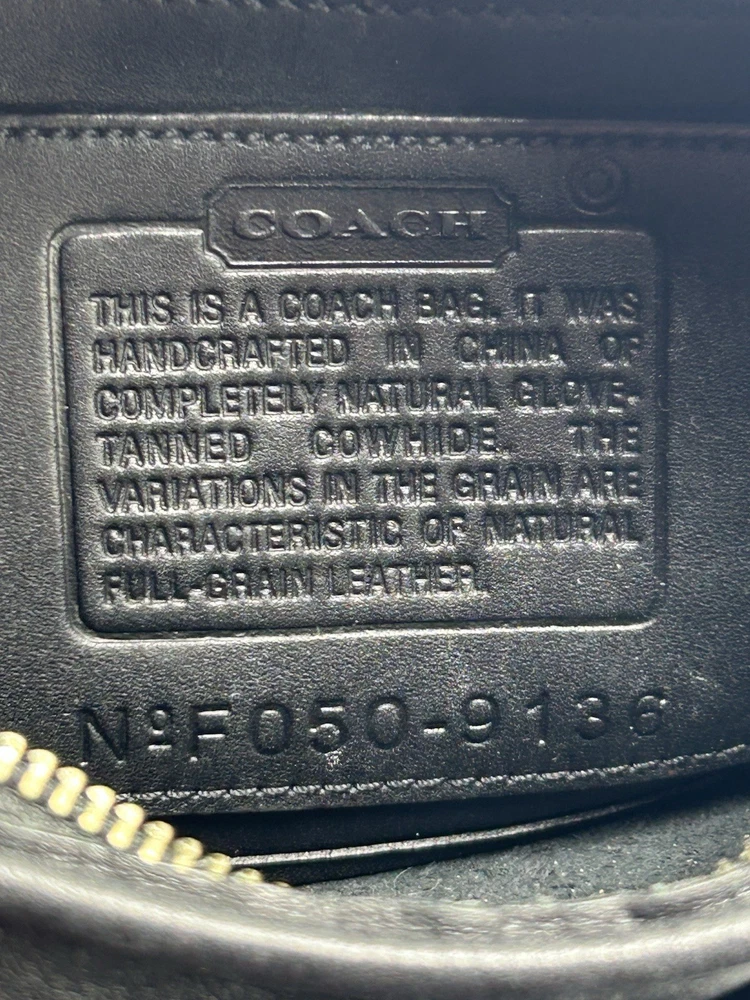 COACH
THIS IS A COACH BAG. IT WAS
HANDCRAFTED IN CHINA OF
COMPLETELY NATURAL GLOVE-
TANNED COWHIDE. THE
VARIATIONS IN THE GRAIN ARE
CHARACTERISTIC OF NATURAL
FULL-GRAIN LEATHER.
NºF050-9136